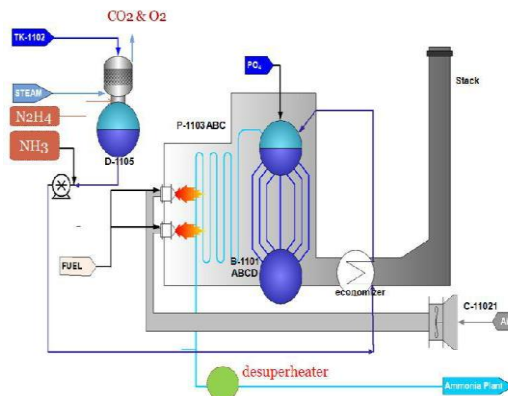 CO2 & O2
TK-1102
STEAM
N2H4
NH3
D-1105
P-1103ABC
PO4
Stack
FUEL
B-1101
ABCD
economizer
C-11021
desuperheater
Ammonia Plant